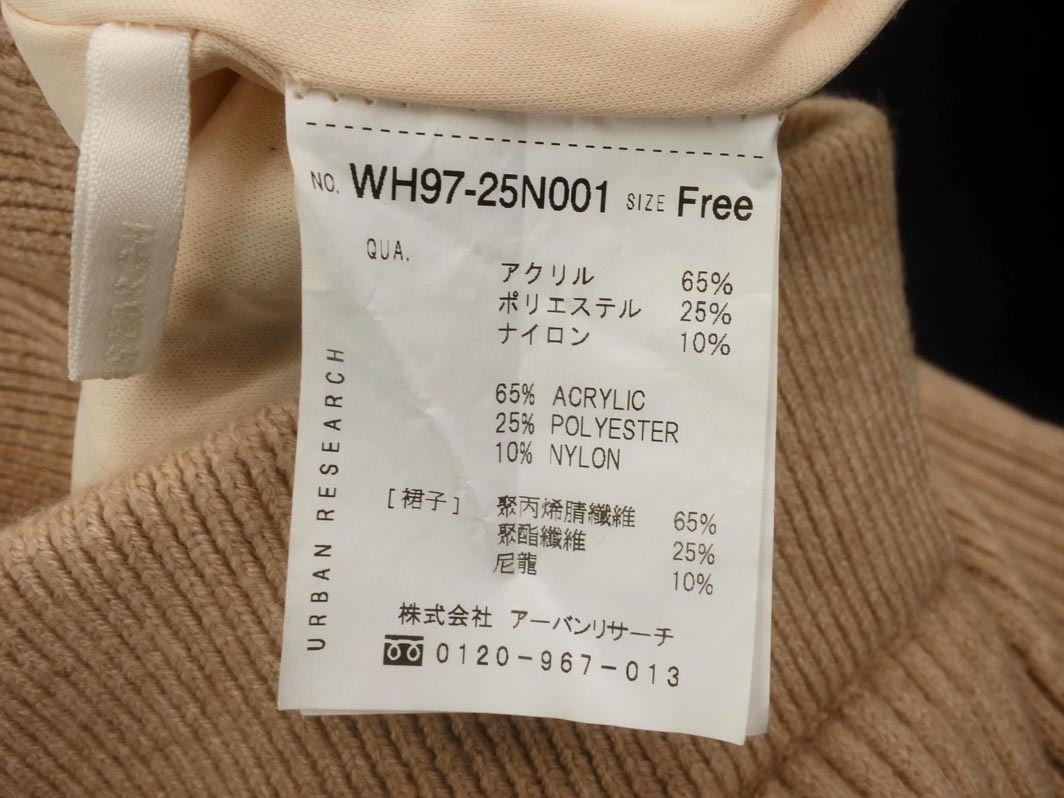 NO. WH97-25N001 SIZE Free
QUA.
アクリル 65%
ポリエステル 25%
ナイロン 10%
65% ACRYLIC
25% POLYESTER
10% NYLON
[裙子] 聚丙烯腈纖維 65%
聚酯纖維 25%
尼龍 10%
株式会社 アーバンリサーチ
0120-967-013
URBAN RESEARCH